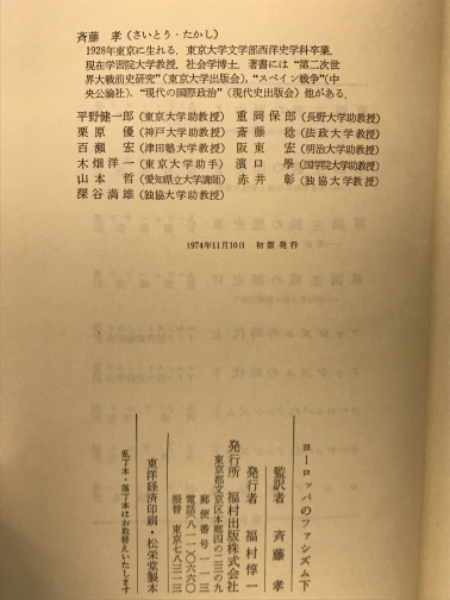 斉藤 孝(さいとう・たかし)
1928年東京に生れる. 東京大学文学部西洋史学科卒業.
現在学習院大学教授. 社会学博士. 著書には“第二次世
界大戦前史研究”(東京大学出版会),“スペイン戦争”(中
央公論社),“現代の国際政治”(現代史出版会)他がある.
平野健一郎(東京大学助教授) 重岡保郎(長野大学助教授)
栗原 優(神戸大学助教授) 斎藤 稔(法政大学教授)
百瀬 宏(津田塾大学教授) 阪東 宏(明治大学助教授)
木畑洋一(東京大学助手) 濱口 學(国学院大学助教授)
山本 哲(愛知県立大学講師) 赤井 彰(独協大学教授)
深谷満雄(独協大学助教授)
1974年11月10日 初版発行
ヨーロッパのファシズム下
監訳者 斉藤 孝
発行者 福村惇一
発行所 福村出版株式会社
東京都文京区本郷四の二三の九
郵便番号 一一三
電話(八一一)〇六六〇
振替 東京七八三二三
東洋経済印刷・松栄堂製本
乱丁本・落丁本はお取替えいたします